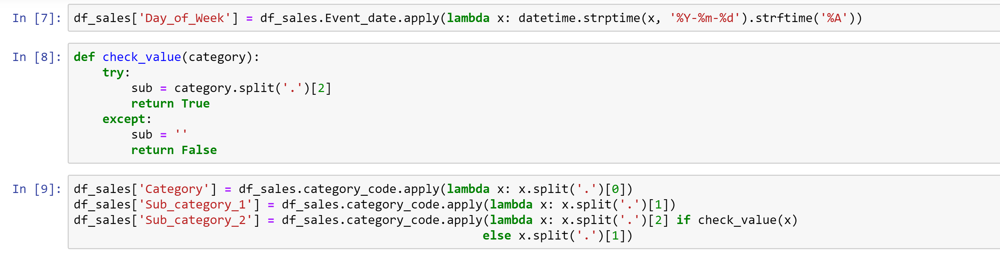 In [7]: df_sales['Day_of_Week'] = df_sales.Event_date.apply(lambda x: datetime.strptime(x, '%Y-%m-%d').strftime('%A'))
In [8]: def check_value(category):
    try:
        sub = category.split('.')[2]
        return True
    except:
        sub = ''
        return False
In [9]: df_sales['Category'] = df_sales.category_code.apply(lambda x: x.split('.')[0])
df_sales['Sub_category_1'] = df_sales.category_code.apply(lambda x: x.split('.')[1])
df_sales['Sub_category_2'] = df_sales.category_code.apply(lambda x: x.split('.')[2] if check_value(x)
                                                         else x.split('.')[1])